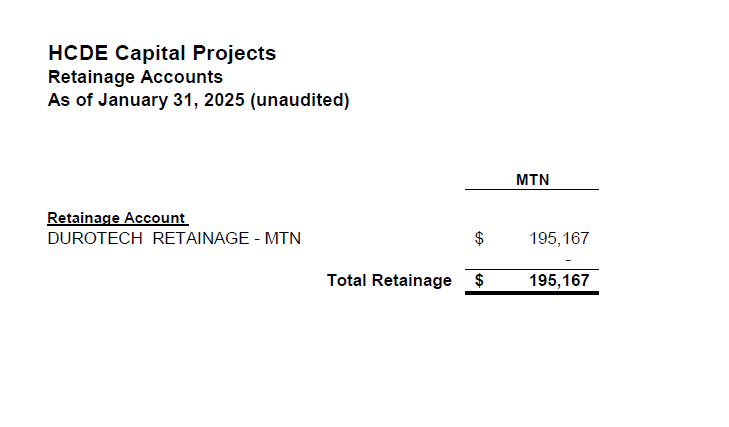 HCDE Capital Projects
Retainage Accounts
As of January 31, 2025 (unaudited)
MTN
Retainage Account
DUROTECH  RETAINAGE - MTN $ 195,167
-
Total Retainage $ 195,167